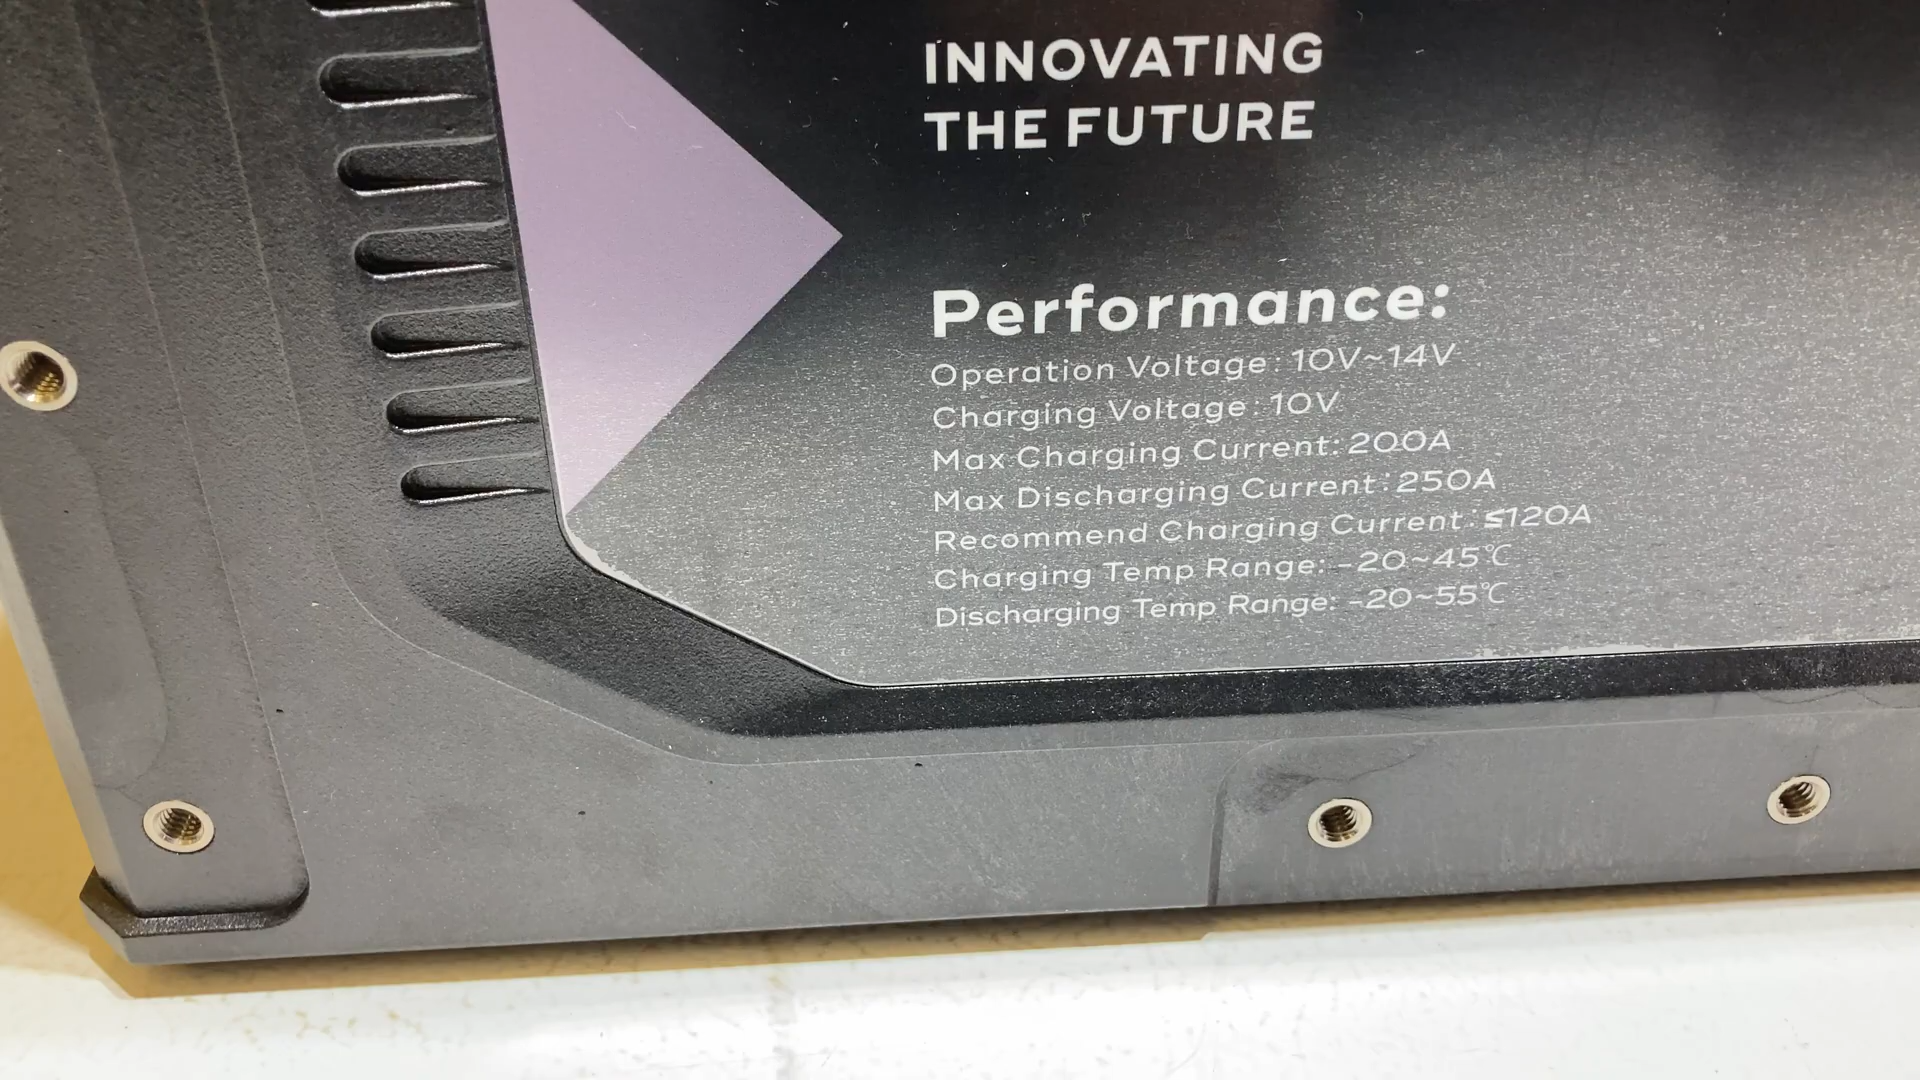 INNOVATING
THE FUTURE
Performance:
Operation Voltage: 10V~14V
Charging Voltage: 10V
Max Charging Current: 200A
Max Discharging Current: 250A
Recommend Charging Current: ≤120A
Charging Temp Range: -20~45℃
Discharging Temp Range: -20~55℃